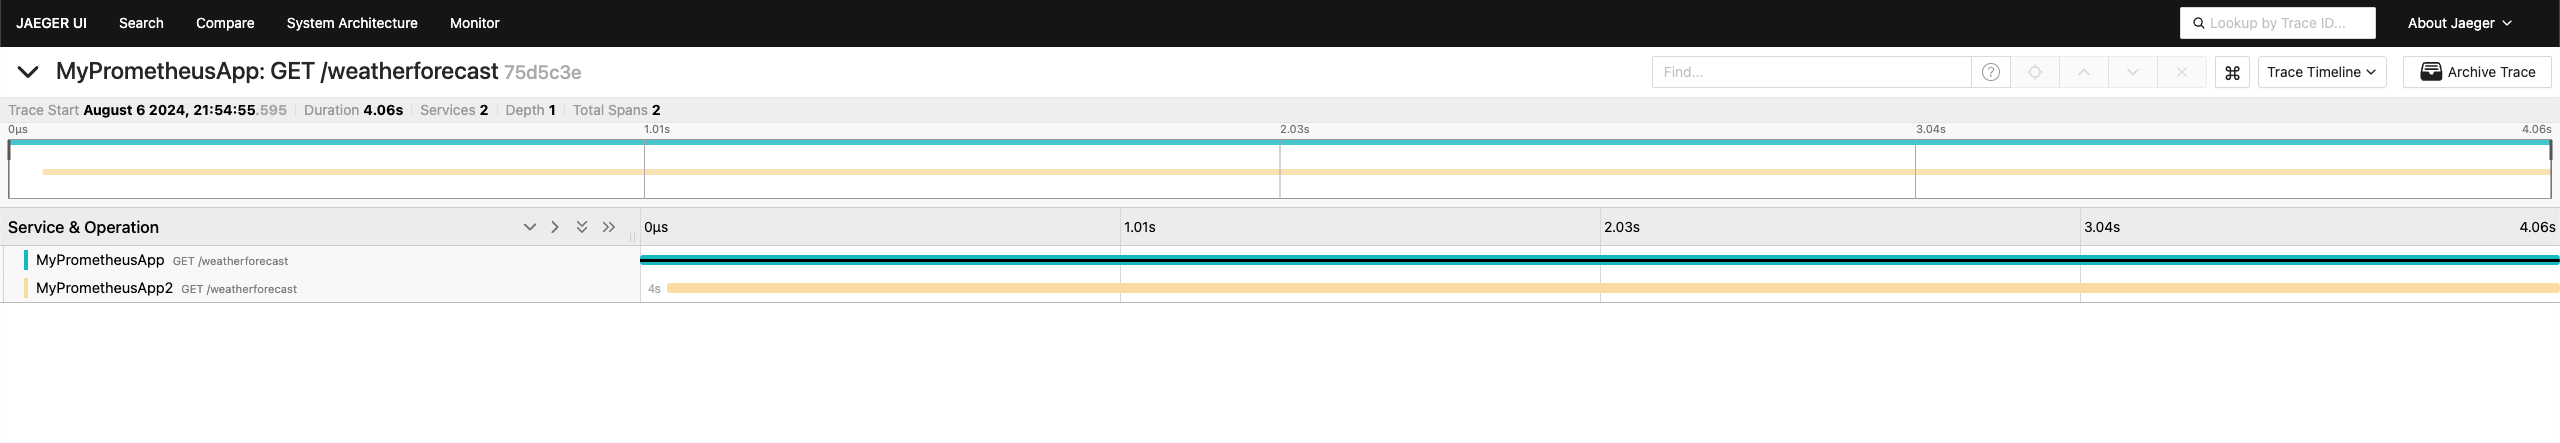 JAEGER UI Search Compare System Architecture Monitor Lookup by Trace ID... About Jaeger
MyPrometheusApp: GET /weatherforecast 75d5c3e Find... Trace Timeline Archive Trace
Trace Start August 6 2024, 21:54:55.595 Duration 4.06s Services 2 Depth 1 Total Spans 2
0μs 1.01s 2.03s 3.04s 4.06s
Service & Operation 0μs 1.01s 2.03s 3.04s 4.06s
MyPrometheusApp GET /weatherforecast
MyPrometheusApp2 GET /weatherforecast 4s